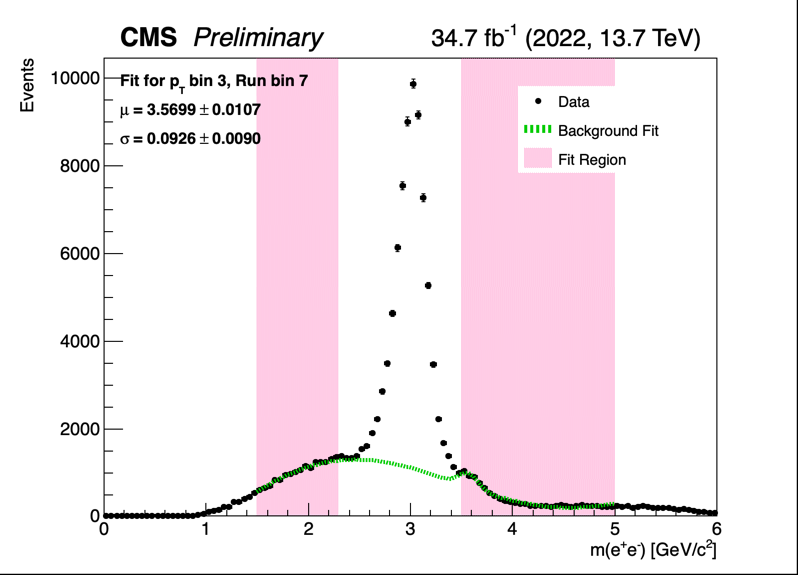 CMS Preliminary 34.7 fb⁻¹ (2022, 13.7 TeV)
Events
10000
8000
6000
4000
2000
0
Fit for p_T bin 3, Run bin 7
μ = 3.5699 ± 0.0107
σ = 0.0926 ± 0.0090
Data
Background Fit
Fit Region
0 1 2 3 4 5 6
m(e⁺e⁻) [GeV/c²]